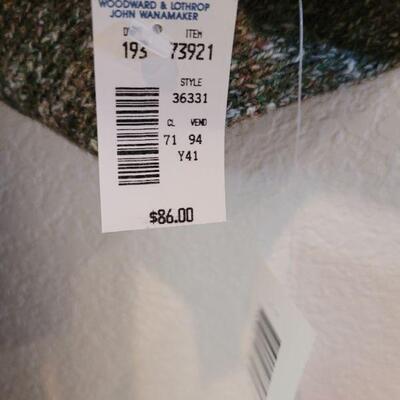 WOODWARD & LOTHROP
JOHN WANAMAKER
ITEM
193 73921
STYLE
36331
CL VEND
71 94
Y41
$86.00